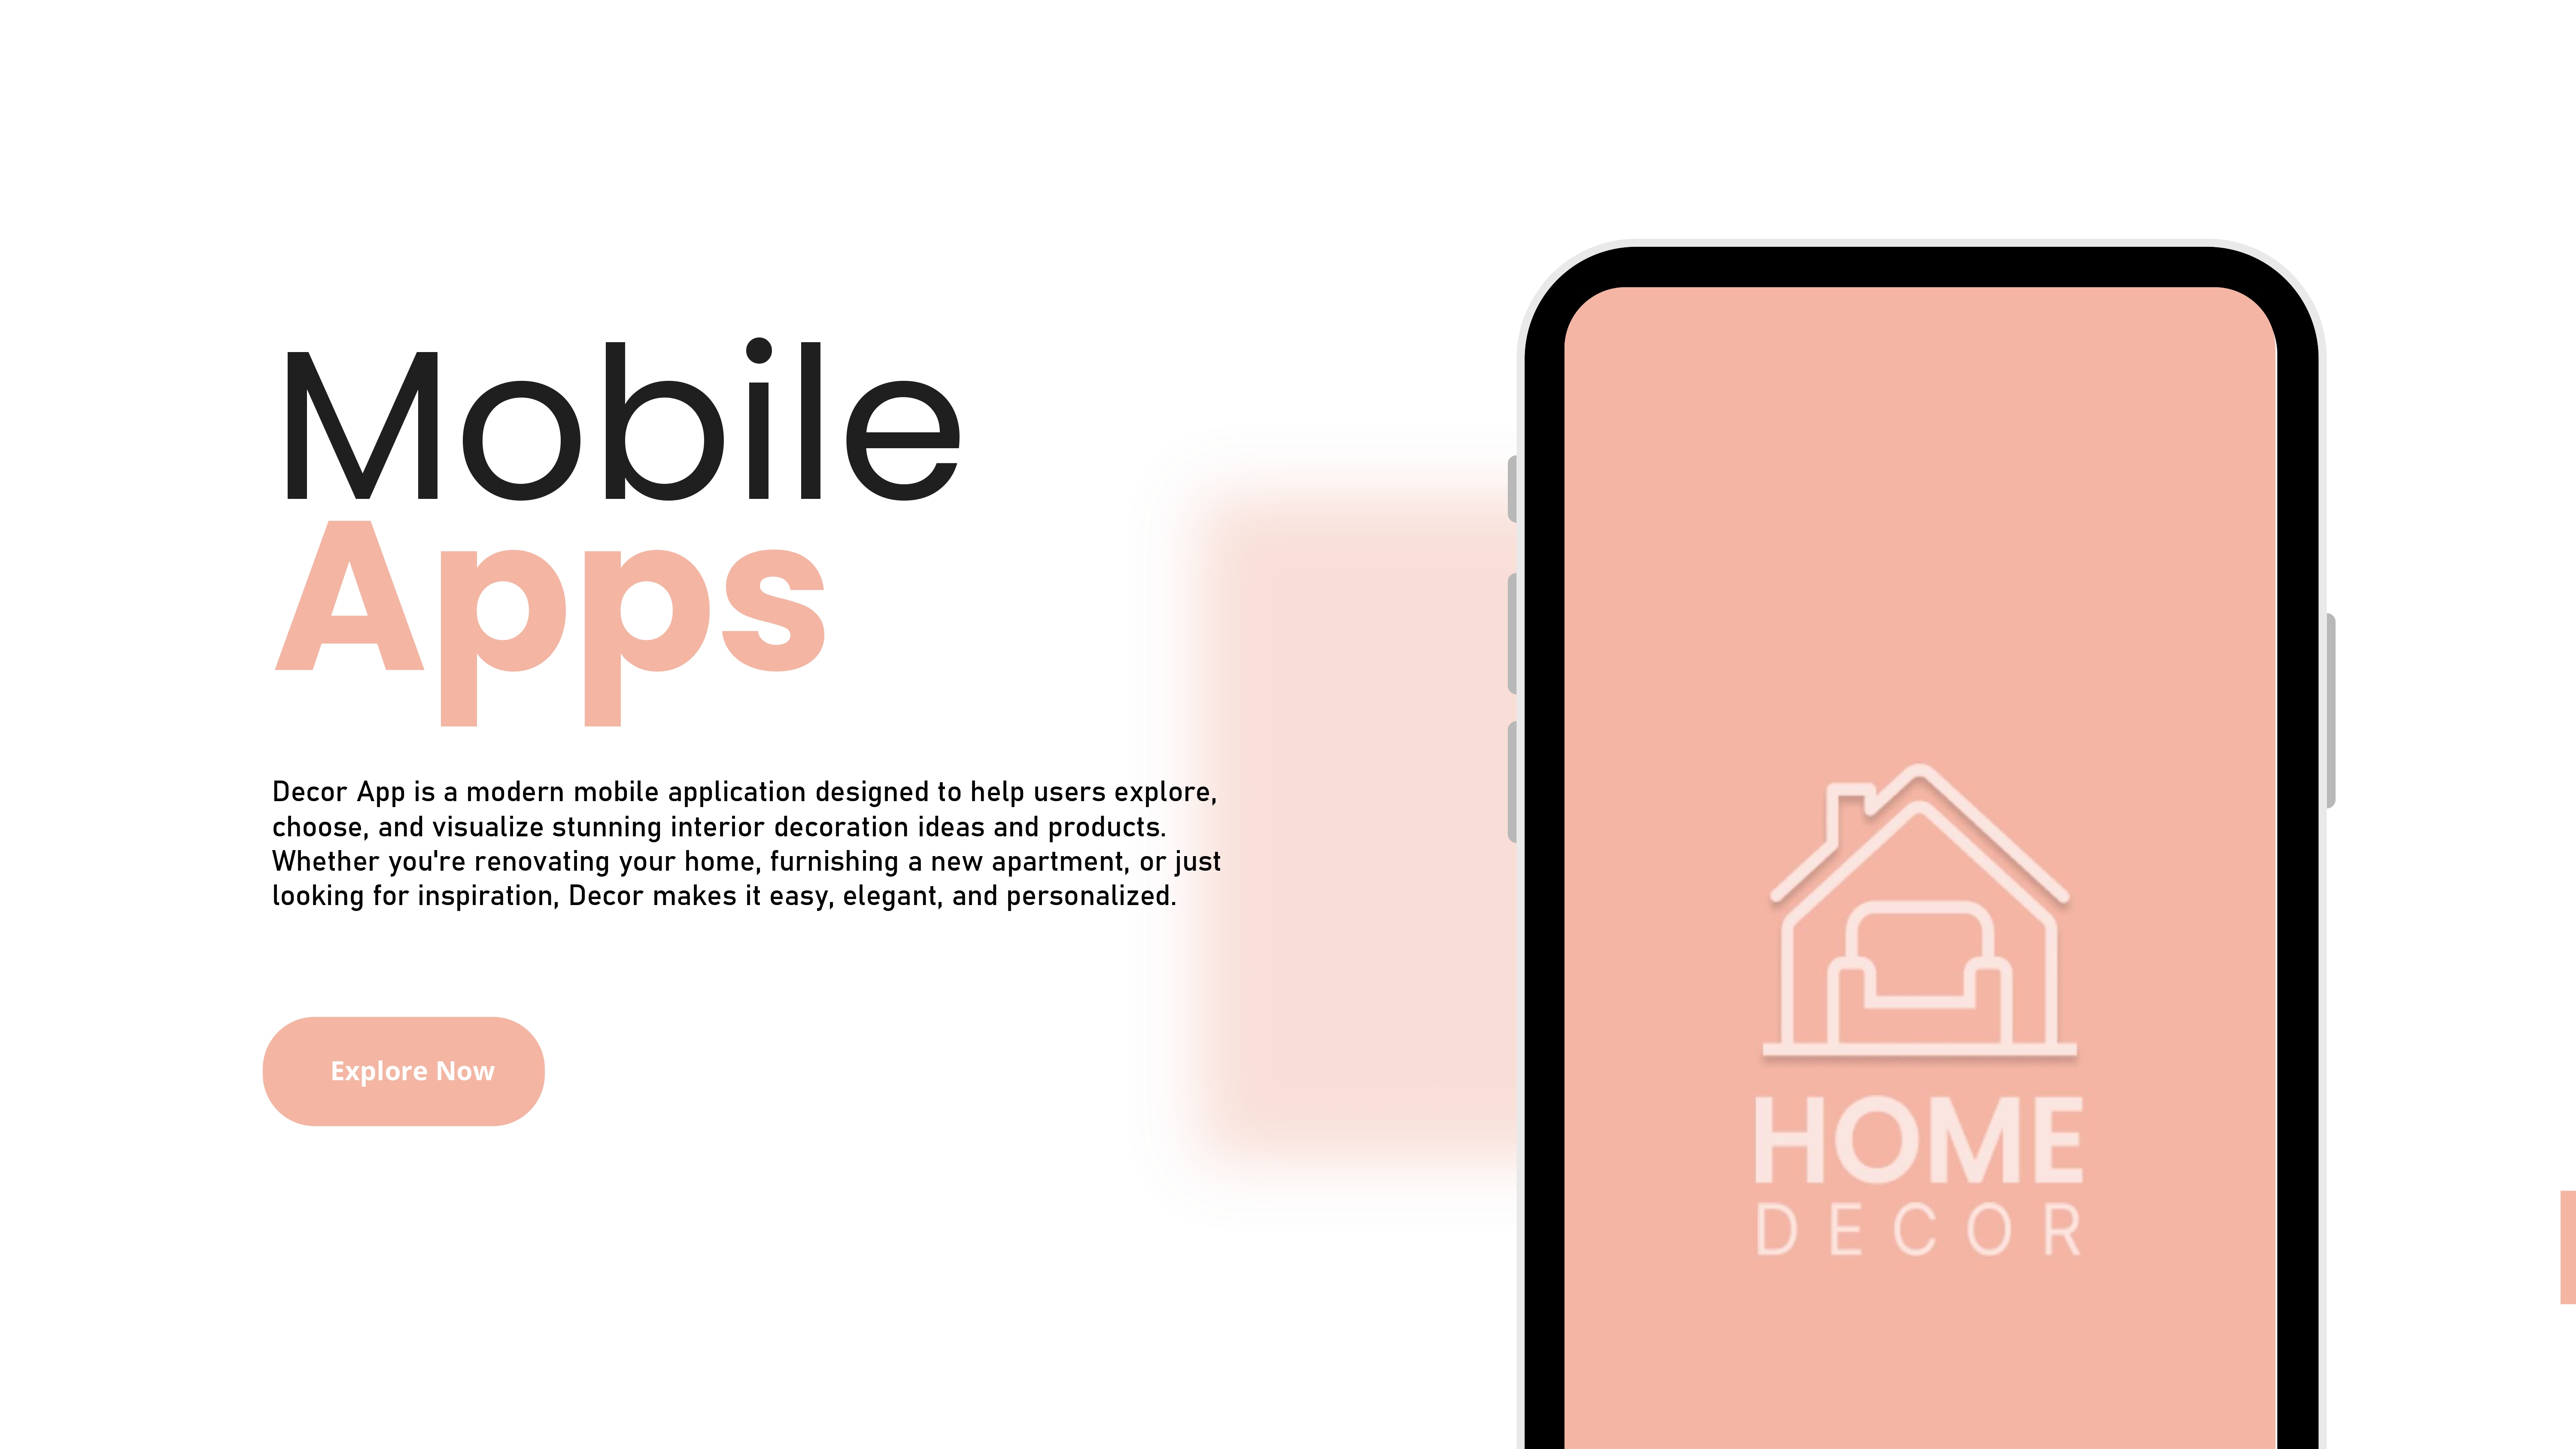 Mobile
Apps
Decor App is a modern mobile application designed to help users explore,
choose, and visualize stunning interior decoration ideas and products.
Whether you're renovating your home, furnishing a new apartment, or just
looking for inspiration, Decor makes it easy, elegant, and personalized.
Explore Now
HOME
DECOR